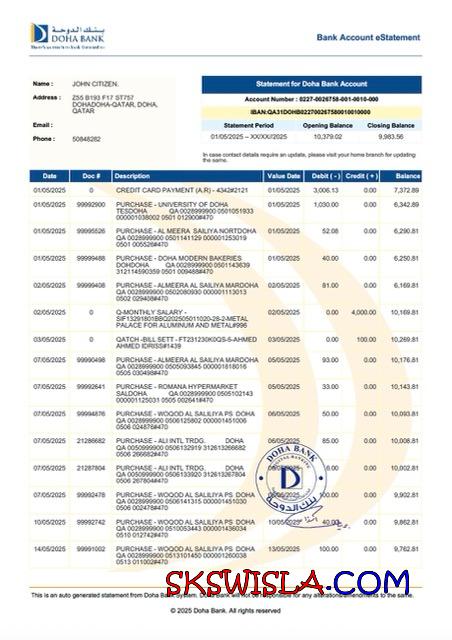 بنك الدوحة
DOHA BANK
Bank Account eStatement
Name : JOHN CITIZEN.
Address : Z55 B193 F17 ST757
DOHADOHA-QATAR, DOHA,
QATAR
Email :
Phone : 50848282
Statement for Doha Bank Account
Account Number : 0227-0026758-001-0010-000
IBAN:QA31DOHB022700267580010010000
Statement Period Opening Balance Closing Balance
01/05/2025 – XX/XX//2025 10,379.02 9,983.56
In case contact details require an update, please visit your home branch for updating
the same.
Date Doc # Description Value Date Debit ( - ) Credit ( + ) Balance
01/05/2025 0 CREDIT CARD PAYMENT (A.R) - 4342#2121 01/05/2025 3,006.13 0.00 7,372.89
01/05/2025 99992900 PURCHASE - UNIVERSITY OF DOHA 01/05/2025 1,030.00 0.00 6,342.89
TESDOHA QA 0028999900 0501051933
000001038002 0501 012900#470
01/05/2025 99995526 PURCHASE - AL MEERA SAILIYA NORTDOHA 01/05/2025 52.08 0.00 6,290.81
QA 0028999900 0501141129 000001253019
0501 005526#470
01/05/2025 99999488 PURCHASE - DOHA MODERN BAKERIES 01/05/2025 40.00 0.00 6,250.81
DOHDOHA QA 0028999900 0501143639
312114590359 0501 009488#470
02/05/2025 99999408 PURCHASE - ALMEERA AL SAILIYA MARDOHA 02/05/2025 81.00 0.00 6,169.81
QA 0028999900 0502080930 000001113013
0502 029408#470
02/05/2025 0 Q-MONTHLY SALARY - 02/05/2025 0.00 4,000.00 10,169.81
SIF13291801BBQ202505011020-28-2-METAL
PALACE FOR ALUMINUM AND METAL#996
03/05/2025 0 QATCH -BILL SETT - FT231230K0QS-6-AHMED 03/05/2025 0.00 100.00 10,269.81
AHMED IDRISS#1439
07/05/2025 99990498 PURCHASE - ALMEERA AL SAILIYA MARDOHA 05/05/2025 93.00 0.00 10,176.81
QA 0028999900 0505093845 000001818016
0505 030498#470
07/05/2025 99992641 PURCHASE - ROMANA HYPERMARKET 05/05/2025 33.00 0.00 10,143.81
SALDOHA QA 0028999900 0505102143
000001125031 0505 002641#470
07/05/2025 99994876 PURCHASE - WOQOD AL SALILIYA PS DOHA 06/05/2025 50.00 0.00 10,093.81
QA 0028999900 0506125802 000001451006
0506 024876#470
07/05/2025 21286682 PURCHASE - ALI INTL TRDG. DOHA 06/05/2025 85.00 0.00 10,008.81
QA 0050999900 0506132919 312613266682
0506 266682#470
07/05/2025 21287804 PURCHASE - ALI INTL TRDG. DOHA 6.00 0.00 10,002.81
QA 0050999900 0506133920 312613267804
0506 267804#470
07/05/2025 99992478 PURCHASE - WOQOD AL SALILIYA PS DOHA 100.00 0.00 9,902.81
QA 0028999900 0506141315 000001451030
0506 002478#470
10/05/2025 99992742 PURCHASE - WOQOD AL SALILIYA PS DOHA 10/05/2025 40.00 0.00 9,862.81
QA 0028999900 0510053443 000001436034
0510 012742#470
14/05/2025 99991002 PURCHASE - WOQOD AL SALILIYA PS DOHA 13/05/2025 100.00 0.00 9,762.81
QA 0028999900 0513101450 000001260038
0513 011002#470
DOHA BANK
D
بنك الدوحة
SKSWISLA.COM
This is an auto generated statement from Doha Bank System. Doha Bank will not be responsible for any alterations/amendments to the same.
© 2025 Doha Bank. All rights reserved